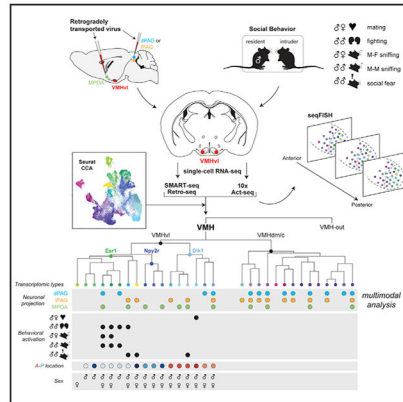 Retrogradely
transported virus
dPAG or
lPAG
MPOA
VMHvl
Social Behavior
resident
intruder
♂♀ mating
♂♂ fighting
♂♀ M-F sniffing
♂♂ M-M sniffing
♂♂ social fear
VMHvl
single-cell RNA-seq
SMART-seq
Retro-seq
10x
Act-seq
Seurat
CCA
seqFISH
Anterior
Posterior
VMH
VMHvl
VMHdm/c
VMH-out
Esr1
Npy2r
Dlk1
Transcriptomic types
Neuronal
projection
dPAG
lPAG
MPOA
multimodal
analysis
Behavioral
activation
A-P location
Sex